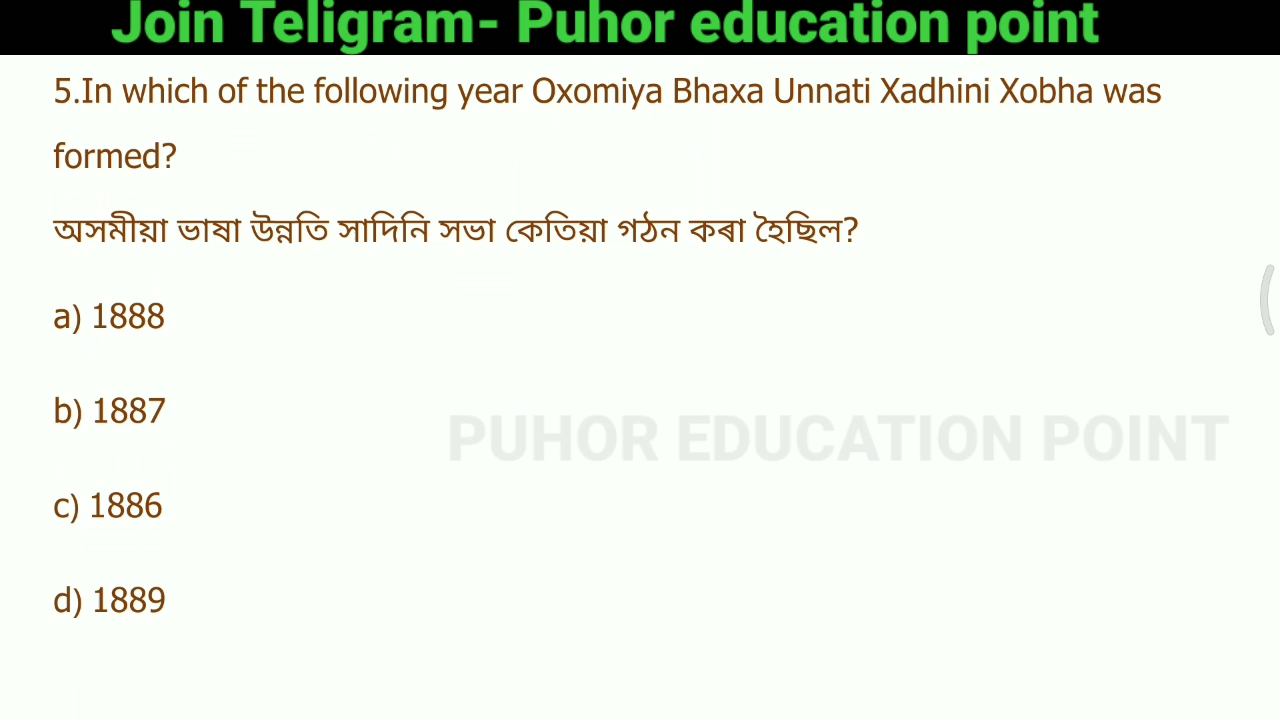 Join Teligram- Puhor education point
5.In which of the following year Oxomiya Bhaxa Unnati Xadhini Xobha was
formed?
অসমীয়া ভাষা উন্নতি সাদিনি সভা কেতিয়া গঠন কৰা হৈছিল?
a) 1888
b) 1887
PUHOR EDUCATION POINT
c) 1886
d) 1889